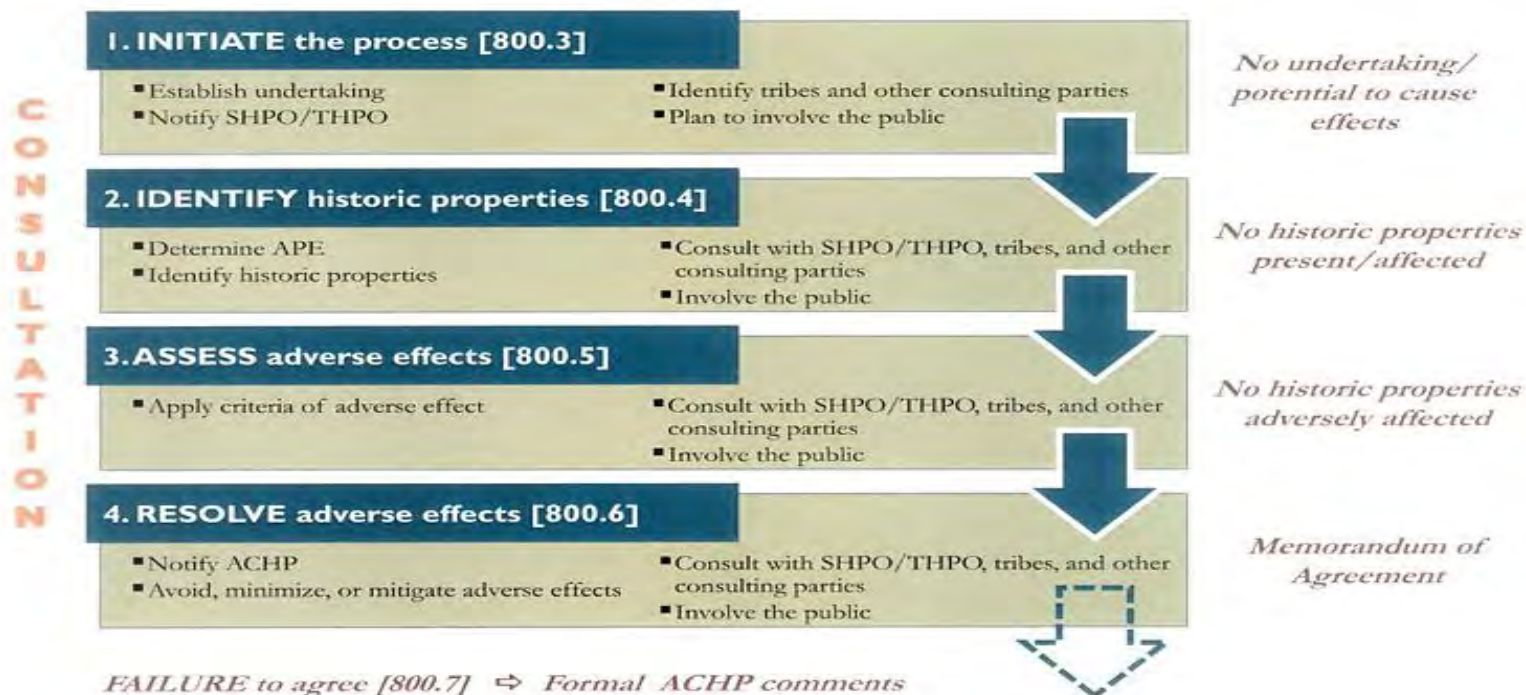 CONSULTATION
1. INITIATE the process [800.3]
▪Establish undertaking
▪Notify SHPO/THPO
▪Identify tribes and other consulting parties
▪Plan to involve the public
No undertaking/
potential to cause
effects
2. IDENTIFY historic properties [800.4]
▪Determine APE
▪Identify historic properties
▪Consult with SHPO/THPO, tribes, and other
consulting parties
▪Involve the public
No historic properties
present/affected
3. ASSESS adverse effects [800.5]
▪Apply criteria of adverse effect
▪Consult with SHPO/THPO, tribes, and other
consulting parties
▪Involve the public
No historic properties
adversely affected
4. RESOLVE adverse effects [800.6]
▪Notify ACHP
▪Avoid, minimize, or mitigate adverse effects
▪Consult with SHPO/THPO, tribes, and other
consulting parties
▪Involve the public
Memorandum of
Agreement
FAILURE to agree [800.7] ⇨ Formal ACHP comments